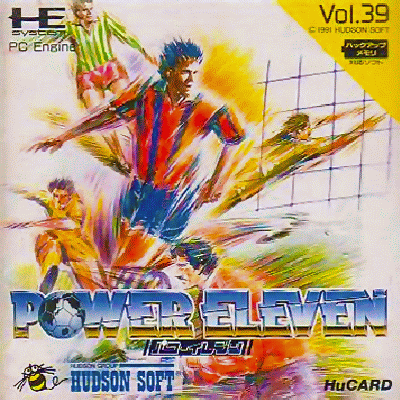 HE
SYSTEM
PC Engine
Vol.39
© 1991 HUDSON SOFT
バックアップ
メモリ
POWER ELEVEN
パワーイレブン
HUDSON GROUP
HUDSON SOFT
HuCARD